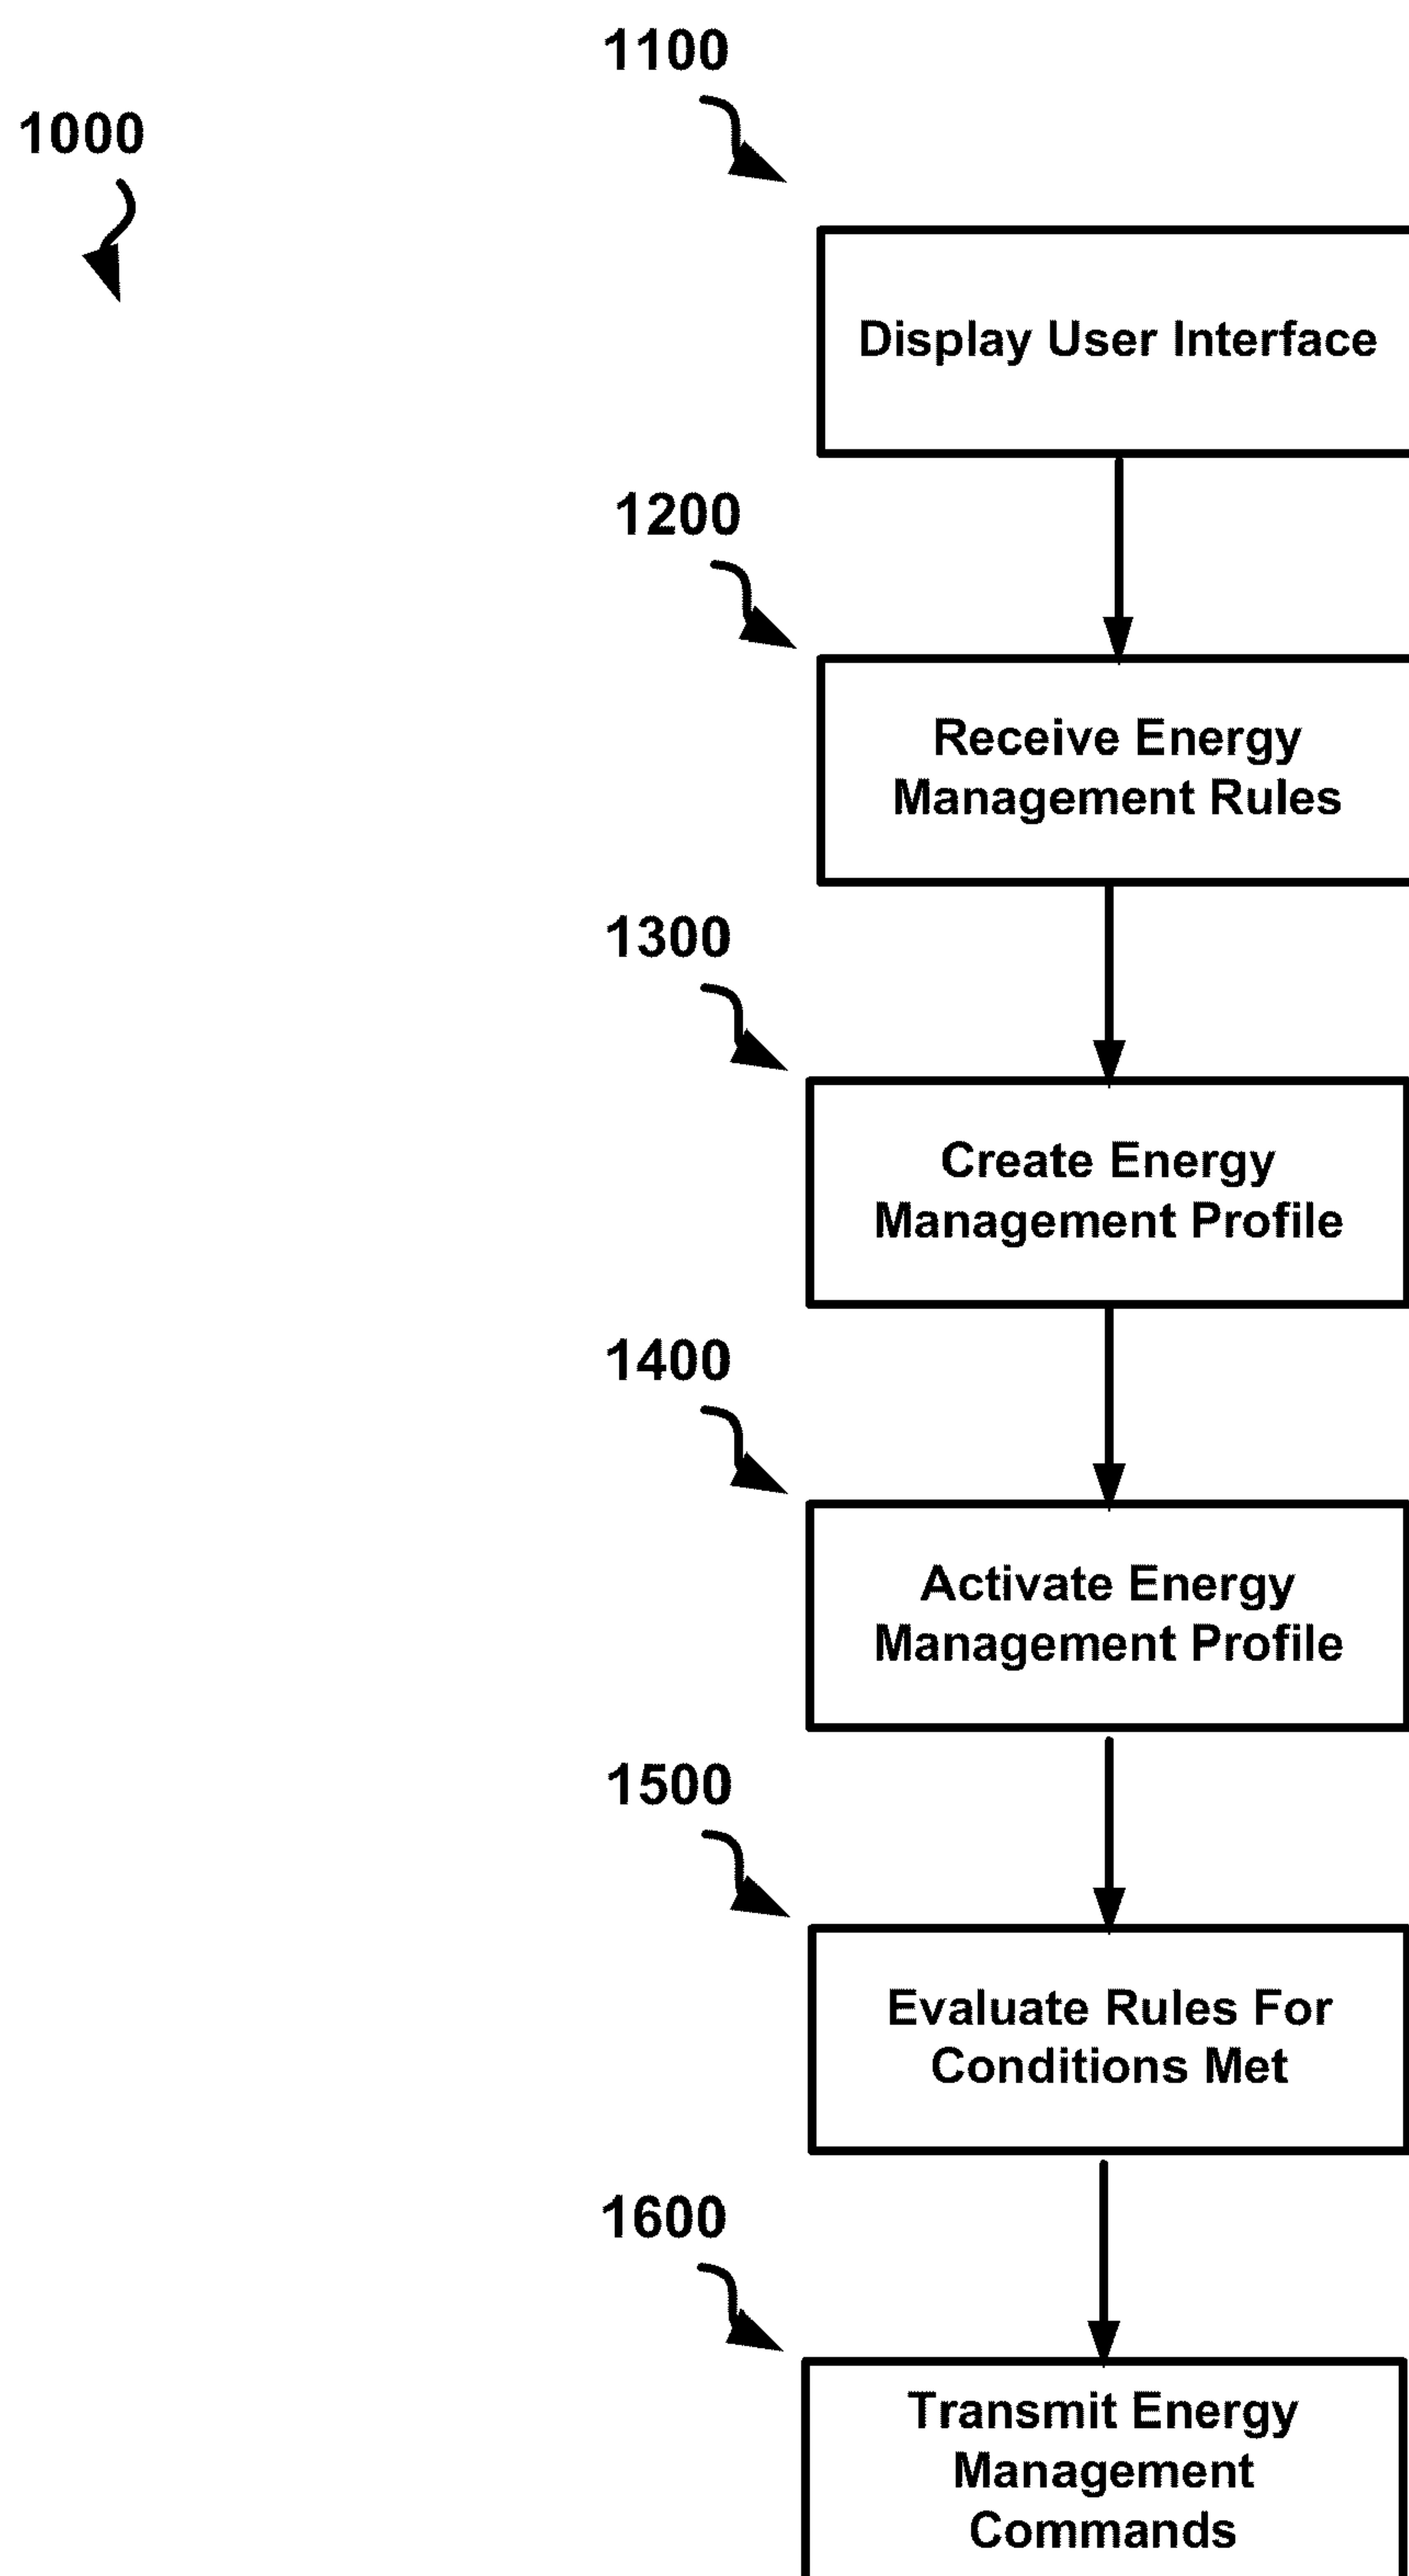 1100
1000
Display User Interface
1200
Receive Energy
Management Rules
1300
Create Energy
Management Profile
1400
Activate Energy
Management Profile
1500
Evaluate Rules For
Conditions Met
1600
Transmit Energy
Management
Commands